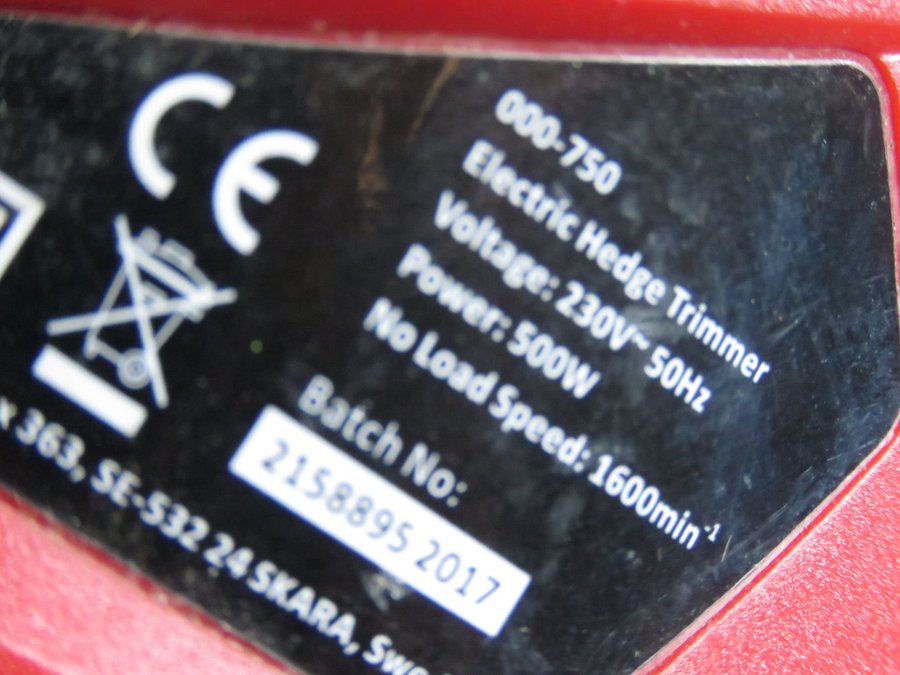 CE
000-750
Electric Hedge Trimmer
Voltage: 230V~ 50Hz
Power: 500W
No Load Speed: 1600min⁻¹
Batch No:
2158895 2017
x 363, SE-532 24 SKARA, Swe